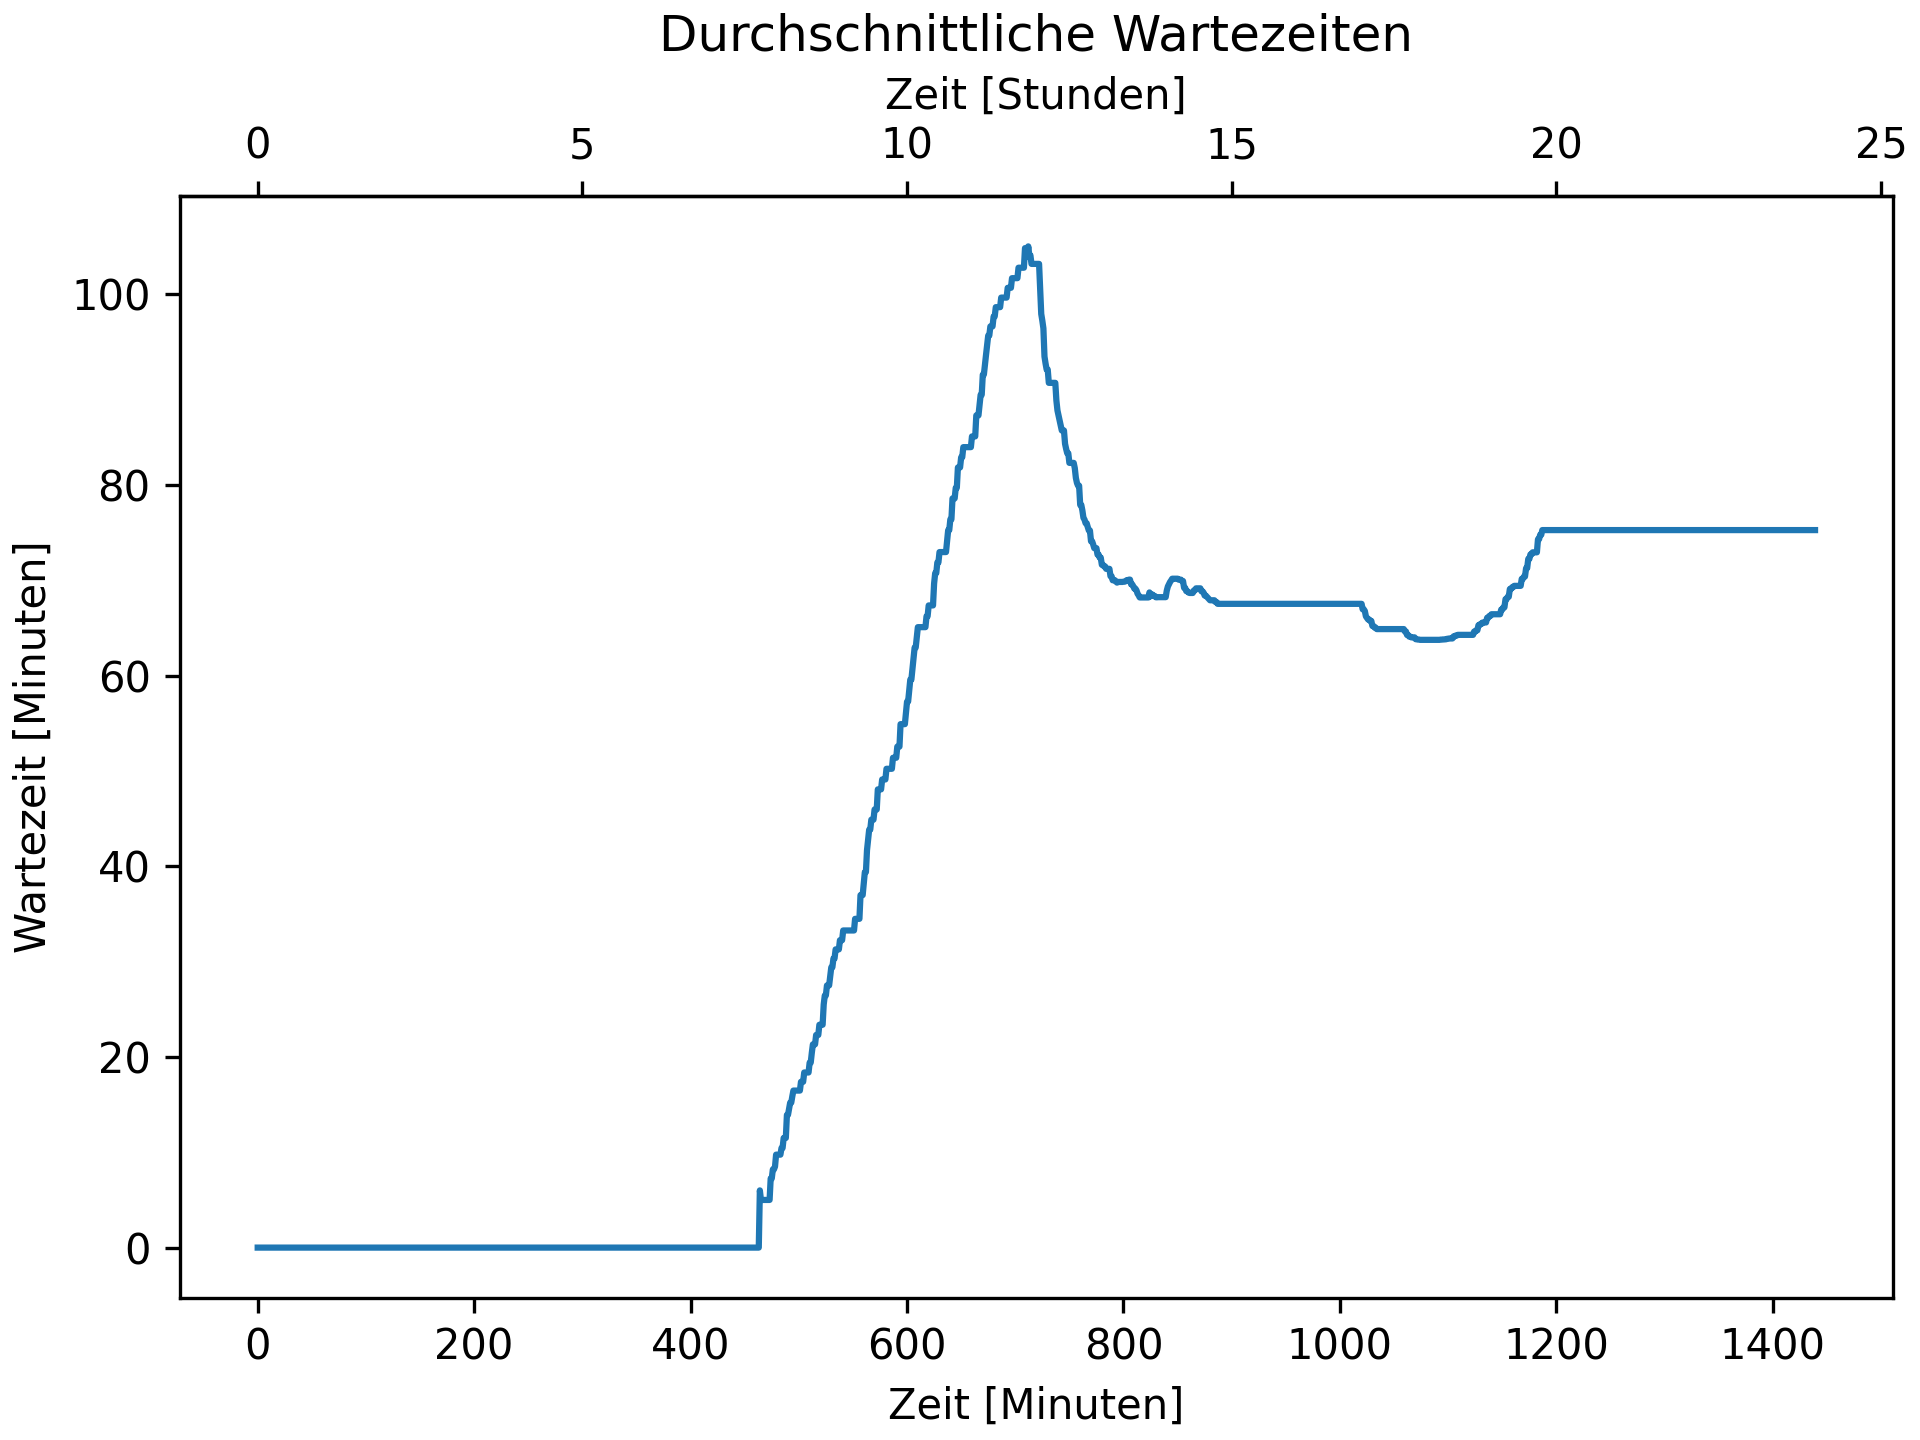 Durchschnittliche Wartezeiten
Zeit [Stunden]
0 5 10 15 20 25
Wartezeit [Minuten]
100
80
60
40
20
0
0 200 400 600 800 1000 1200 1400
Zeit [Minuten]